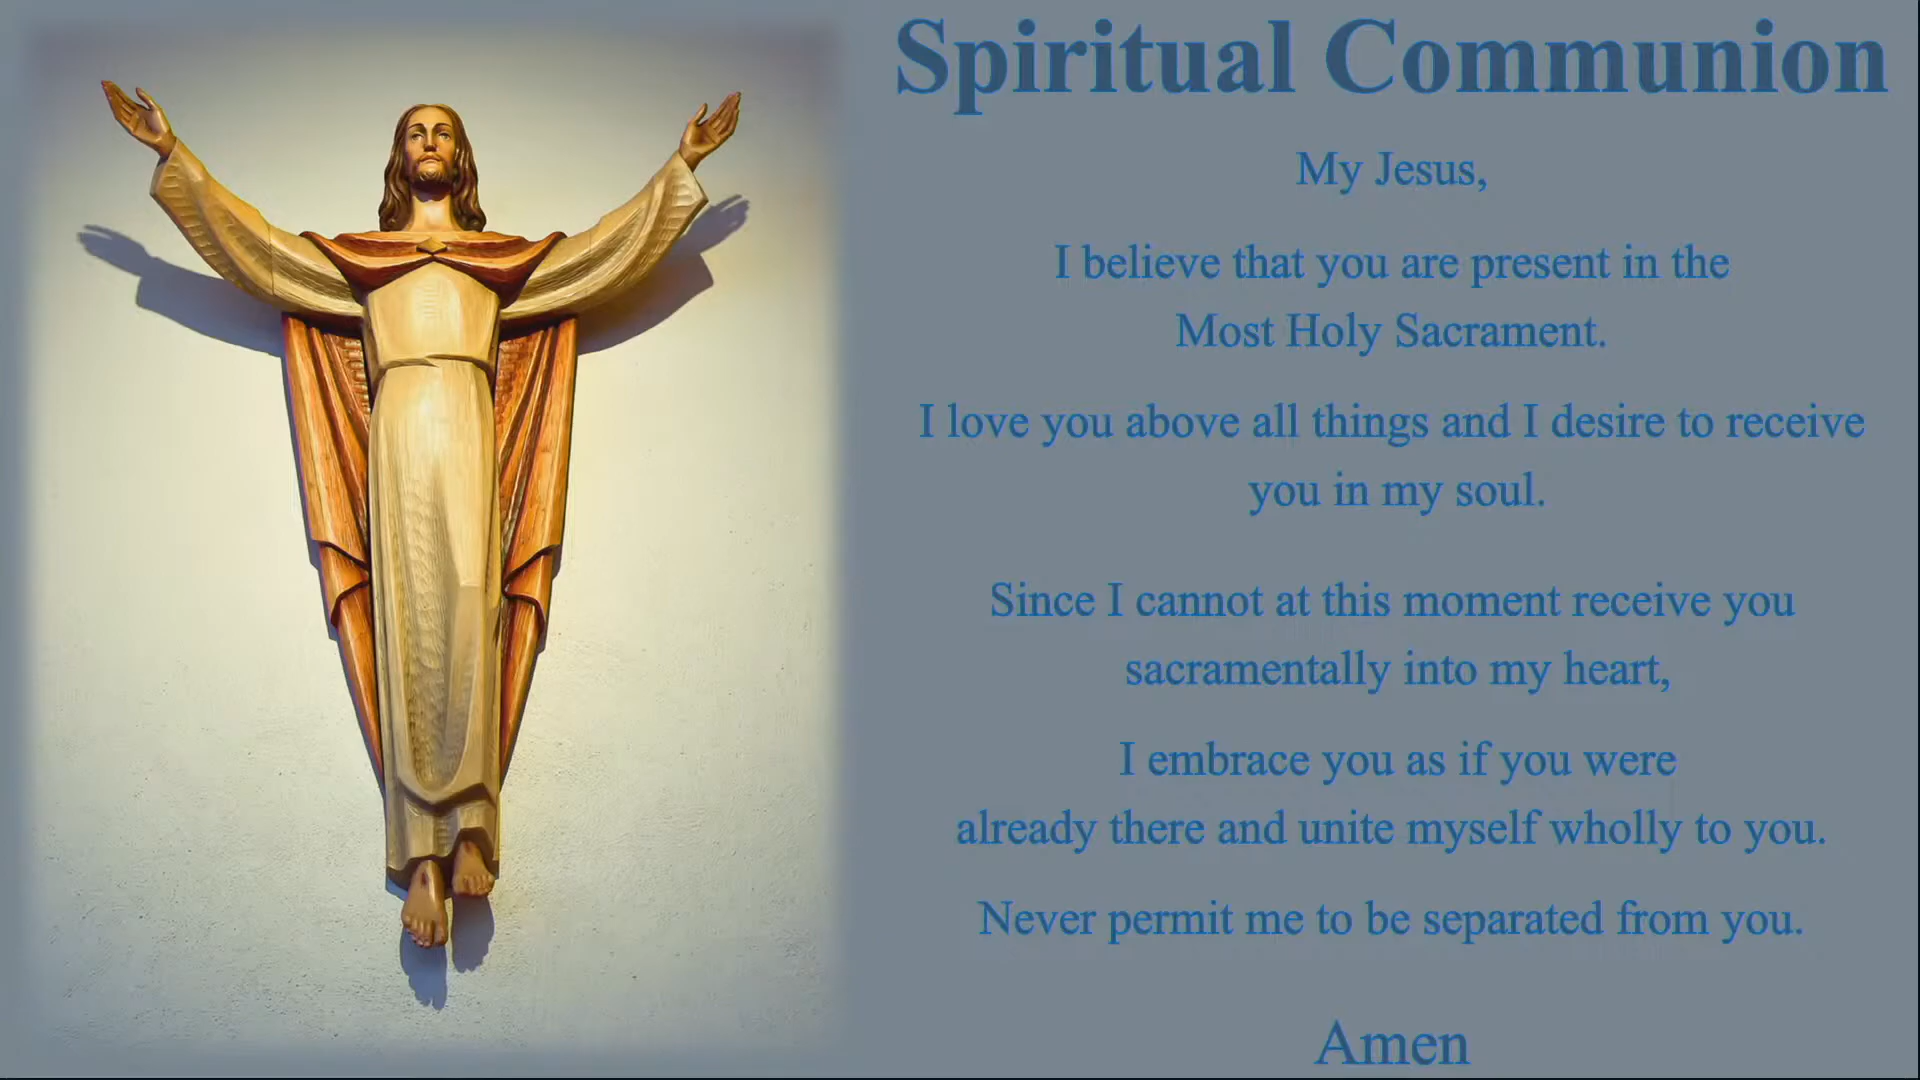 Spiritual Communion
My Jesus,
I believe that you are present in the
Most Holy Sacrament.
I love you above all things and I desire to receive
you in my soul.
Since I cannot at this moment receive you
sacramentally into my heart,
I embrace you as if you were
already there and unite myself wholly to you.
Never permit me to be separated from you.
Amen